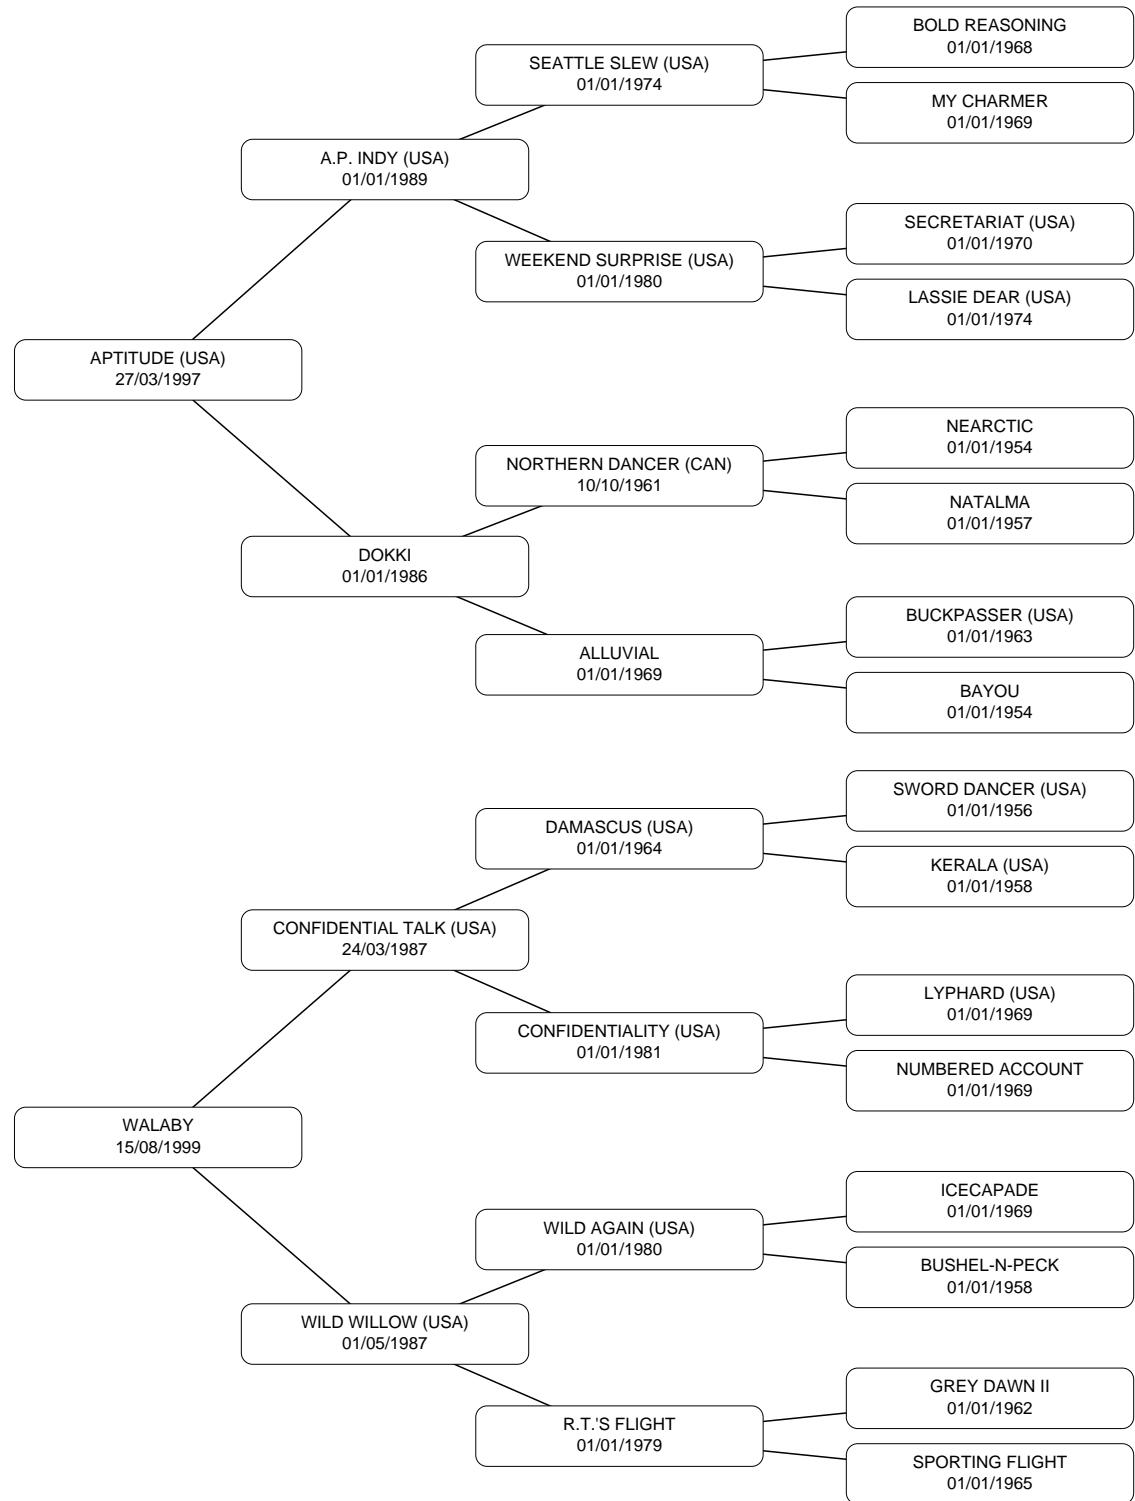 BOLD REASONING
01/01/1968
SEATTLE SLEW (USA)
01/01/1974
MY CHARMER
01/01/1969
A.P. INDY (USA)
01/01/1989
SECRETARIAT (USA)
01/01/1970
WEEKEND SURPRISE (USA)
01/01/1980
LASSIE DEAR (USA)
01/01/1974
APTITUDE (USA)
27/03/1997
NEARCTIC
01/01/1954
NORTHERN DANCER (CAN)
10/10/1961
NATALMA
01/01/1957
DOKKI
01/01/1986
BUCKPASSER (USA)
01/01/1963
ALLUVIAL
01/01/1969
BAYOU
01/01/1954
SWORD DANCER (USA)
01/01/1956
DAMASCUS (USA)
01/01/1964
KERALA (USA)
01/01/1958
CONFIDENTIAL TALK (USA)
24/03/1987
LYPHARD (USA)
01/01/1969
CONFIDENTIALITY (USA)
01/01/1981
NUMBERED ACCOUNT
01/01/1969
WALABY
15/08/1999
ICECAPADE
01/01/1969
WILD AGAIN (USA)
01/01/1980
BUSHEL-N-PECK
01/01/1958
WILD WILLOW (USA)
01/05/1987
GREY DAWN II
01/01/1962
R.T.'S FLIGHT
01/01/1979
SPORTING FLIGHT
01/01/1965